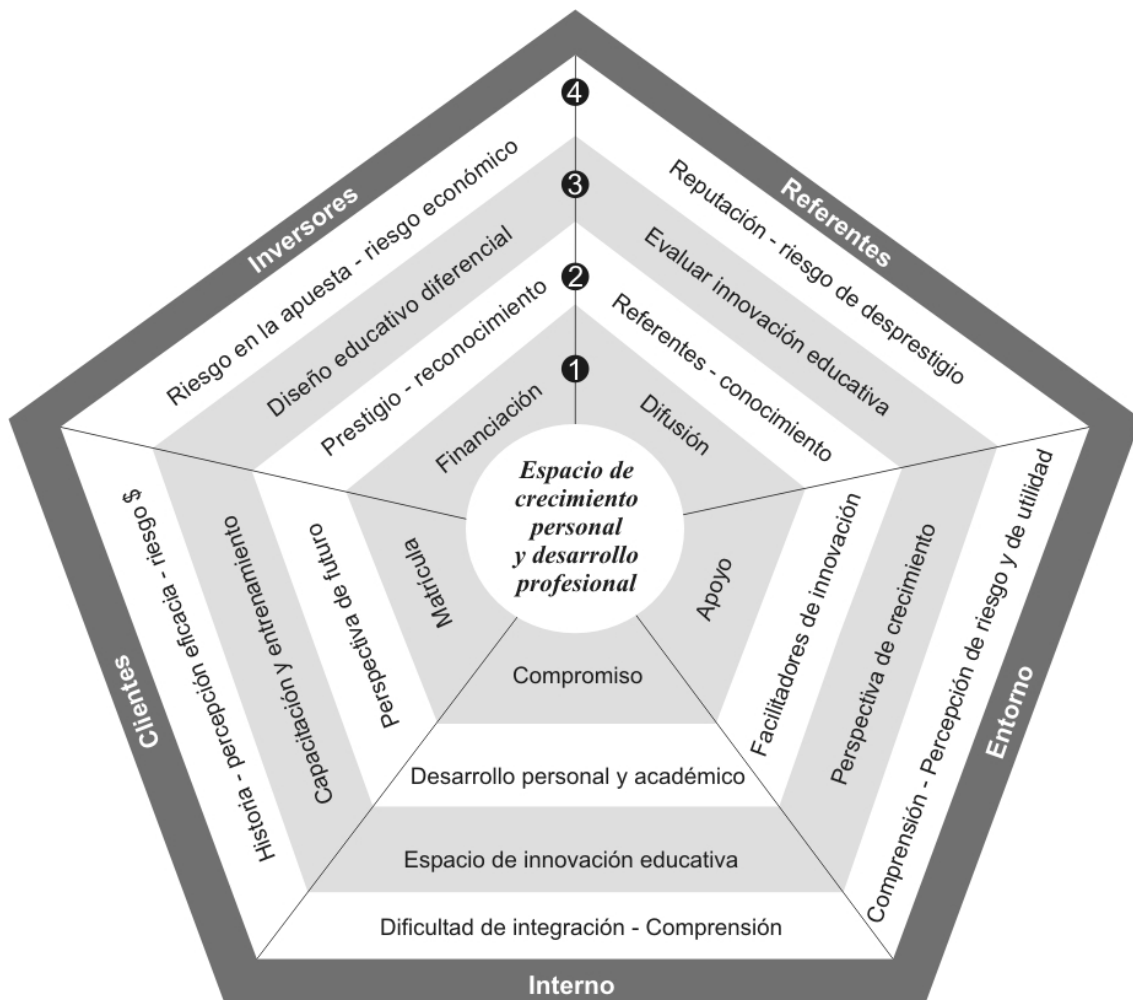 4
3
2
1
Inversores
Riesgo en la apuesta - riesgo económico
Diseño educativo diferencial
Prestigio - reconocimiento
Financiación
Referentes
Reputación - riesgo de desprestigio
Evaluar innovación educativa
Referentes - conocimiento
Difusión
Espacio de
crecimiento
personal
y desarrollo
profesional
Clientes
Historia - percepción eficacia - riesgo $
Capacitación y entrenamiento
Perspectiva de futuro
Matrícula
Apoyo
Facilitadores de innovación
Perspectiva de crecimiento
Comprensión - Percepción de riesgo y de utilidad
Entorno
Compromiso
Desarrollo personal y académico
Espacio de innovación educativa
Dificultad de integración - Comprensión
Interno